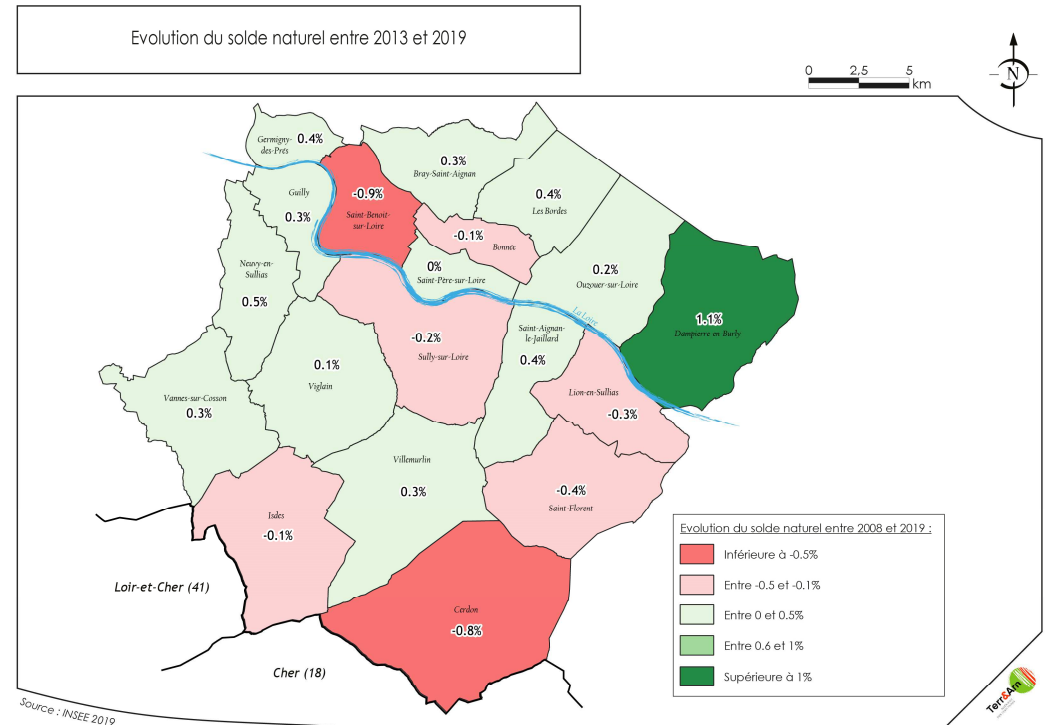 Evolution du solde naturel entre 2013 et 2019
0 2,5 5
km
N
Germigny-
des-Prés
0.4%
0.3%
Bray-Saint-Aignan
-0.9%
Saint-Benoit-
sur-Loire
Guilly
0.3%
0.4%
Les Bordes
-0.1%
Bonnée
Neuvy-en-
Sullias
0.5%
0%
Saint-Père-sur-Loire
0.2%
Ouzouer-sur-Loire
La Loire
1.1%
Dampierre en Burly
-0.2%
Sully-sur-Loire
Saint-Aignan-
le-Jaillard
0.4%
0.1%
Viglain
Vannes-sur-Cosson
0.3%
Lion-en-Sullias
-0.3%
Villemurlin
0.3%
-0.4%
Saint-Florent
Isdes
-0.1%
Cerdon
-0.8%
Loir-et-Cher (41)
Cher (18)
Evolution du solde naturel entre 2008 et 2019 :
Inférieure à -0.5%
Entre -0.5 et -0.1%
Entre 0 et 0.5%
Entre 0.6 et 1%
Supérieure à 1%
Source : INSEE 2019
Terr&Am